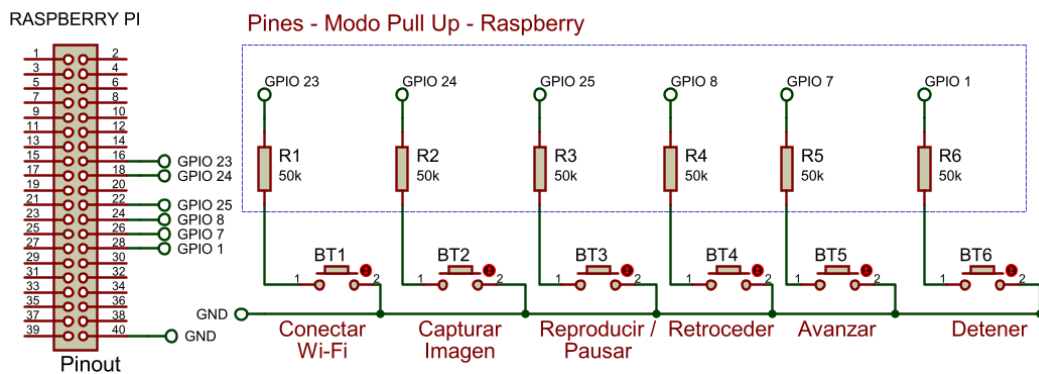 RASPBERRY PI
Pines - Modo Pull Up - Raspberry
1 2
3 4
5 6
7 8
9 10
11 12
13 14
15 16 GPIO 23
17 18 GPIO 24
19 20
21 22 GPIO 25
23 24 GPIO 8
25 26 GPIO 7
27 28 GPIO 1
29 30
31 32
33 34
35 36
37 38
39 40 GND
Pinout
GPIO 23 GPIO 24 GPIO 25 GPIO 8 GPIO 7 GPIO 1
R1 R2 R3 R4 R5 R6
50k 50k 50k 50k 50k 50k
BT1 BT2 BT3 BT4 BT5 BT6
1 2 1 2 1 2 1 2 1 2 1 2
GND
Conectar Capturar Reproducir / Retroceder Avanzar Detener
Wi-Fi Imagen Pausar